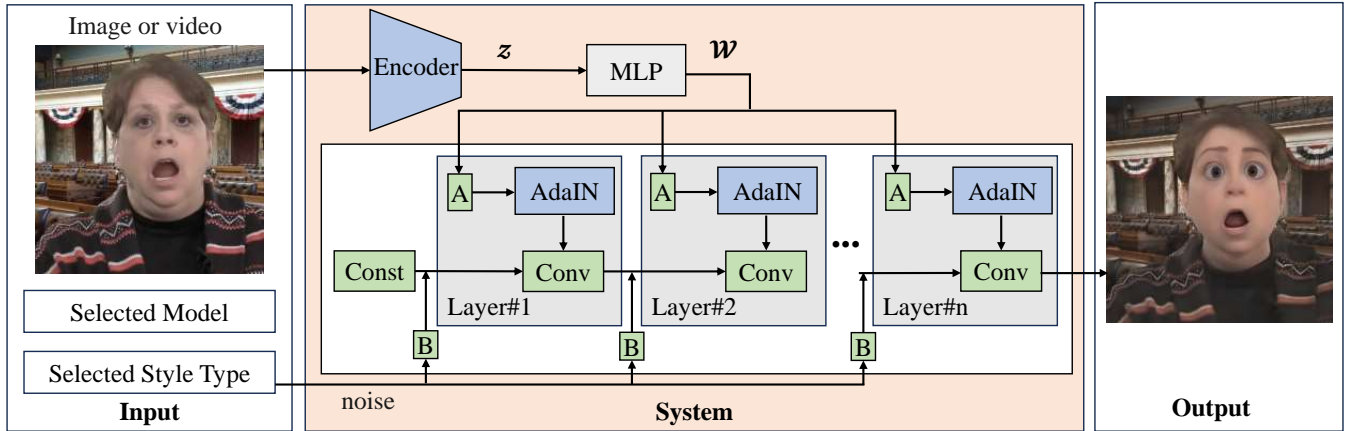 Image or video
Selected Model
Selected Style Type
Input
Encoder
z
MLP
w
A
AdaIN
A
AdaIN
A
AdaIN
...
Const
Conv
Conv
Conv
Layer#1
Layer#2
Layer#n
B
B
B
noise
System
Output